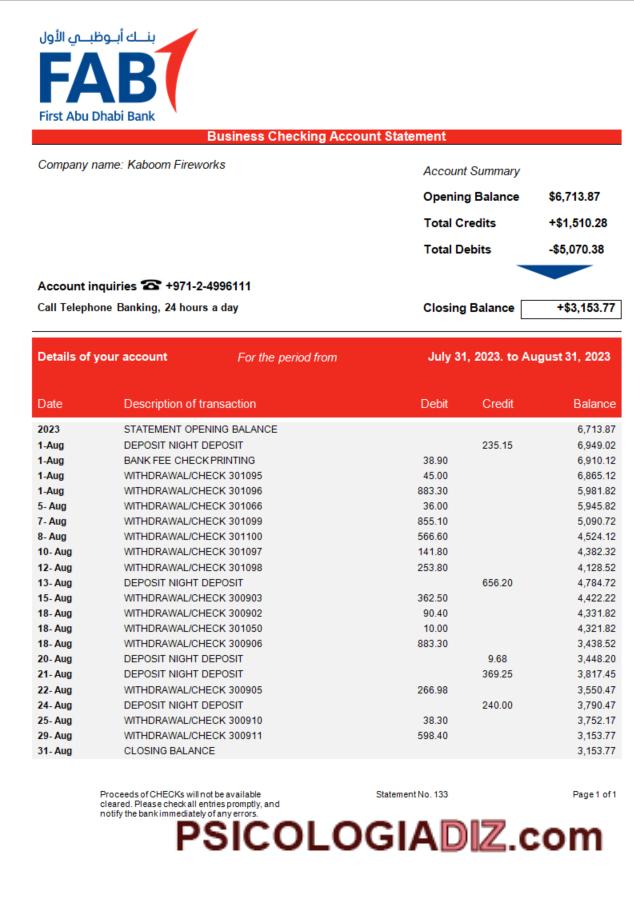 بنك أبوظبي الأول
FAB
First Abu Dhabi Bank
Business Checking Account Statement
Company name: Kaboom Fireworks
Account Summary
Opening Balance $6,713.87
Total Credits +$1,510.28
Total Debits -$5,070.38
Account inquiries ☎ +971-2-4996111
Call Telephone Banking, 24 hours a day
Closing Balance +$3,153.77
Details of your account For the period from July 31, 2023. to August 31, 2023
Date Description of transaction Debit Credit Balance
2023 STATEMENT OPENING BALANCE 6,713.87
1-Aug DEPOSIT NIGHT DEPOSIT 235.15 6,949.02
1-Aug BANK FEE CHECK PRINTING 38.90 6,910.12
1-Aug WITHDRAWAL/CHECK 301095 45.00 6,865.12
1-Aug WITHDRAWAL/CHECK 301096 883.30 5,981.82
5- Aug WITHDRAWAL/CHECK 301066 36.00 5,945.82
7- Aug WITHDRAWAL/CHECK 301099 855.10 5,090.72
8- Aug WITHDRAWAL/CHECK 301100 566.60 4,524.12
10- Aug WITHDRAWAL/CHECK 301097 141.80 4,382.32
12- Aug WITHDRAWAL/CHECK 301098 253.80 4,128.52
13- Aug DEPOSIT NIGHT DEPOSIT 656.20 4,784.72
15- Aug WITHDRAWAL/CHECK 300903 362.50 4,422.22
18- Aug WITHDRAWAL/CHECK 300902 90.40 4,331.82
18- Aug WITHDRAWAL/CHECK 301050 10.00 4,321.82
18- Aug WITHDRAWAL/CHECK 300906 883.30 3,438.52
20- Aug DEPOSIT NIGHT DEPOSIT 9.68 3,448.20
21- Aug DEPOSIT NIGHT DEPOSIT 369.25 3,817.45
22- Aug WITHDRAWAL/CHECK 300905 266.98 3,550.47
24- Aug DEPOSIT NIGHT DEPOSIT 240.00 3,790.47
25- Aug WITHDRAWAL/CHECK 300910 38.30 3,752.17
29- Aug WITHDRAWAL/CHECK 300911 598.40 3,153.77
31- Aug CLOSING BALANCE 3,153.77
Proceeds of CHECKs will not be available
cleared. Please check all entries promptly, and
notify the bank immediately of any errors.
Statement No. 133
Page 1 of 1
PSICOLOGIADIZ.com